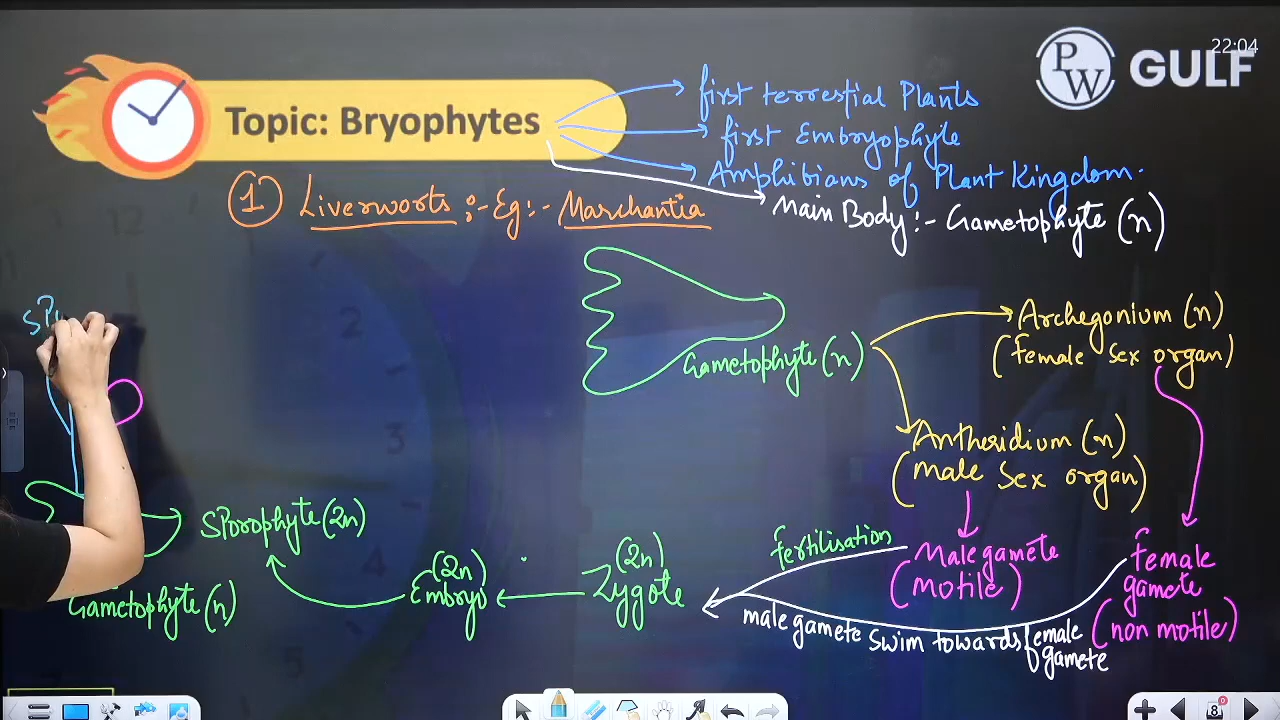 22:04
PW GULF
Topic: Bryophytes
first terrestial Plants
first Embryophyte
Amphibians of Plant Kingdom.
Main Body :- Gametophyte (n)
① Liverworts :- Eg:- Marchantia
Gametophyte (n)
Archegonium (n)
(female sex organ)
Antheridium (n)
(male sex organ)
Male gamete
(motile)
female
gamete
(non motile)
fertilisation
male gamete swim towards female
gamete
(2n)
Zygote
(2n)
Embryo
Sporophyte (2n)
Gametophyte (n)
8